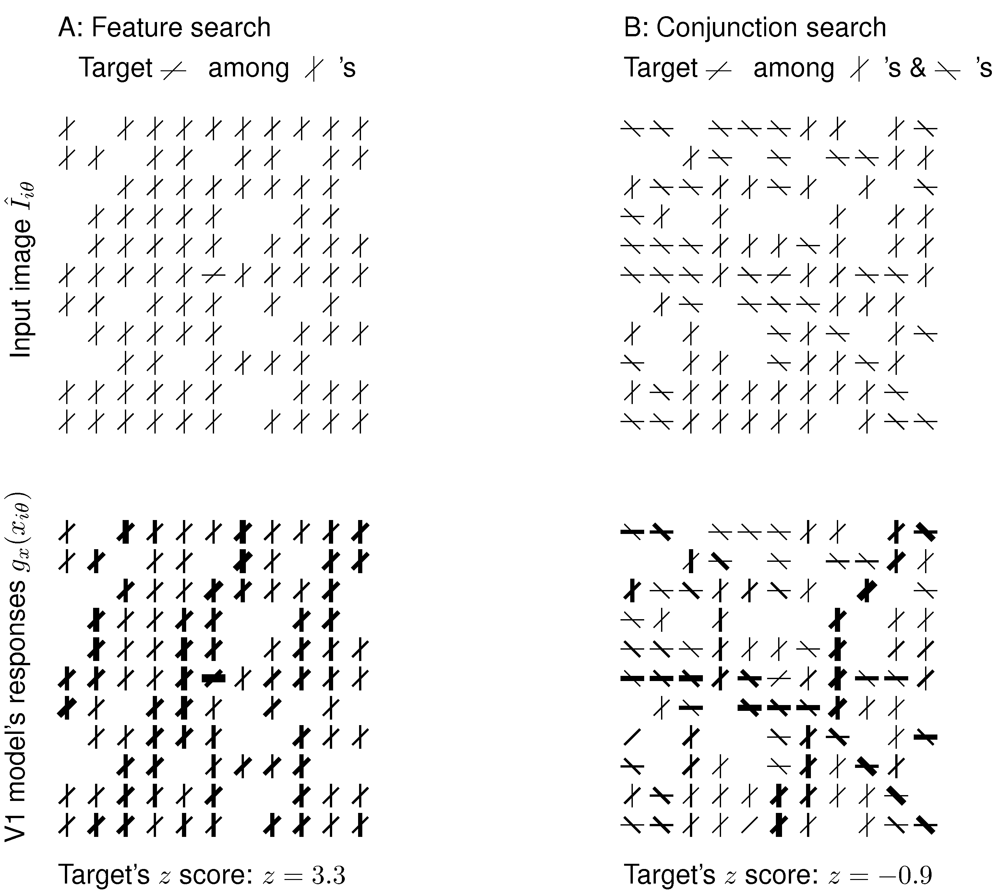 A: Feature search
Target among 's
B: Conjunction search
Target among 's & 's
Input image Î_{iθ}
V1 model's responses g_x(x_{iθ})
Target's z score: z = 3.3
Target's z score: z = −0.9